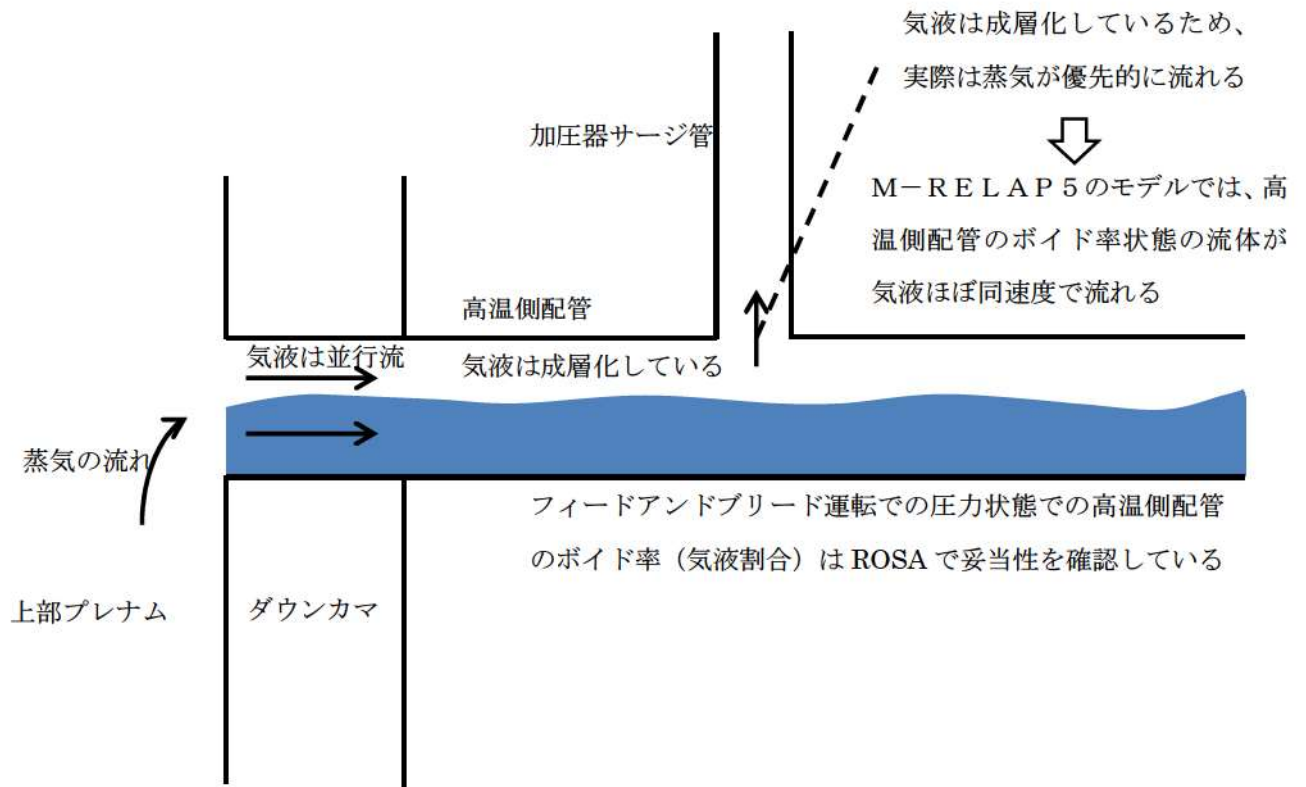 気液は成層化しているため、
実際は蒸気が優先的に流れる
加圧器サージ管
M-RELAP5のモデルでは、高
温側配管のボイド率状態の流体が
気液ほぼ同速度で流れる
高温側配管
気液は並行流
気液は成層化している
蒸気の流れ
フィードアンドブリード運転での圧力状態での高温側配管
のボイド率（気液割合）は ROSA で妥当性を確認している
上部プレナム
ダウンカマ